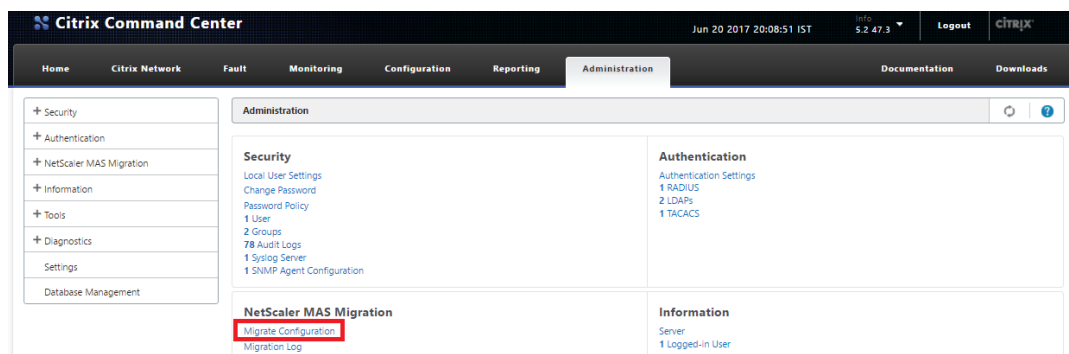 Citrix Command Center
Jun 20 2017 20:08:51 IST
Info
5.2 47.3
Logout
CİTRIX
Home Citrix Network Fault Monitoring Configuration Reporting Administration Documentation Downloads
+ Security
+ Authentication
+ NetScaler MAS Migration
+ Information
+ Tools
+ Diagnostics
Settings
Database Management
Administration
?
Security
Local User Settings
Change Password
Password Policy
1 User
2 Groups
78 Audit Logs
1 Syslog Server
1 SNMP Agent Configuration
Authentication
Authentication Settings
1 RADIUS
2 LDAPs
1 TACACS
NetScaler MAS Migration
Migrate Configuration
Migration Log
Information
Server
1 Logged-in User